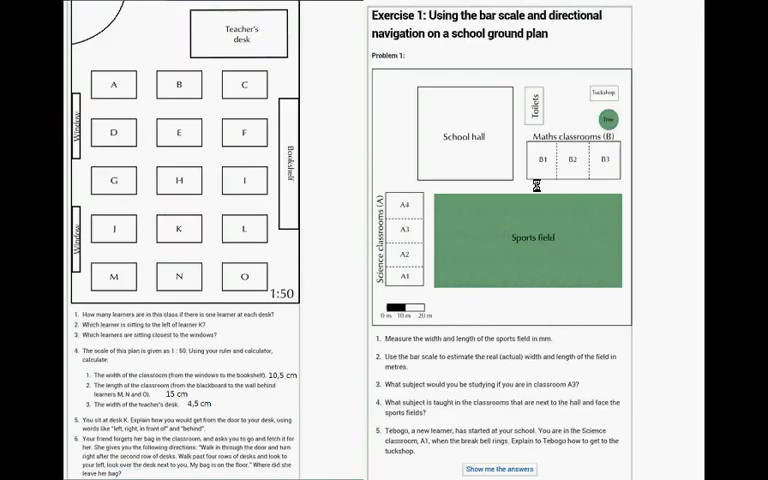 Teacher's
desk
A
B
C
Window
D
E
F
Bookshelf
G
H
I
Window
J
K
L
M
N
O
1:50
1. How many learners are in this class if there is one learner at each desk?
2. Which learner is sitting to the left of learner K?
3. Which learners are sitting closest to the windows?
4. The scale of this plan is given as 1 : 50. Using your ruler and calculator,
calculate:
1. The width of the classroom (from the windows to the bookshelf). 10,5 cm
2. The length of the classroom (from the blackboard to the wall behind
learners M, N and O). 15 cm
3. The width of the teacher's desk. 4,5 cm
5. You sit at desk K. Explain how you would get from the door to your desk, using
words like "left, right, in front of" and "behind".
6. Your friend forgets her bag in the classroom, and asks you to go and fetch it for
her. She gives you the following directions: "Walk in through the door and turn
right after the second row of desks. Walk past four rows of desks and look to
your left, look over the desk next to you. My bag is on the floor." Where did she
leave her bag?
Exercise 1: Using the bar scale and directional
navigation on a school ground plan
Problem 1:
School hall
Toilets
Tuckshop
Tree
Maths classrooms (B)
B1
B2
B3
Science classrooms (A)
A4
A3
A2
A1
Sports field
0 m 10 m 20 m
1. Measure the width and length of the sports field in mm.
2. Use the bar scale to estimate the real (actual) width and length of the field in
metres.
3. What subject would you be studying if you are in classroom A3?
4. What subject is taught in the classrooms that are next to the hall and face the
sports fields?
5. Tebogo, a new learner, has started at your school. You are in the Science
classroom, A1, when the break bell rings. Explain to Tebogo how to get to the
tuckshop.
Show me the answers